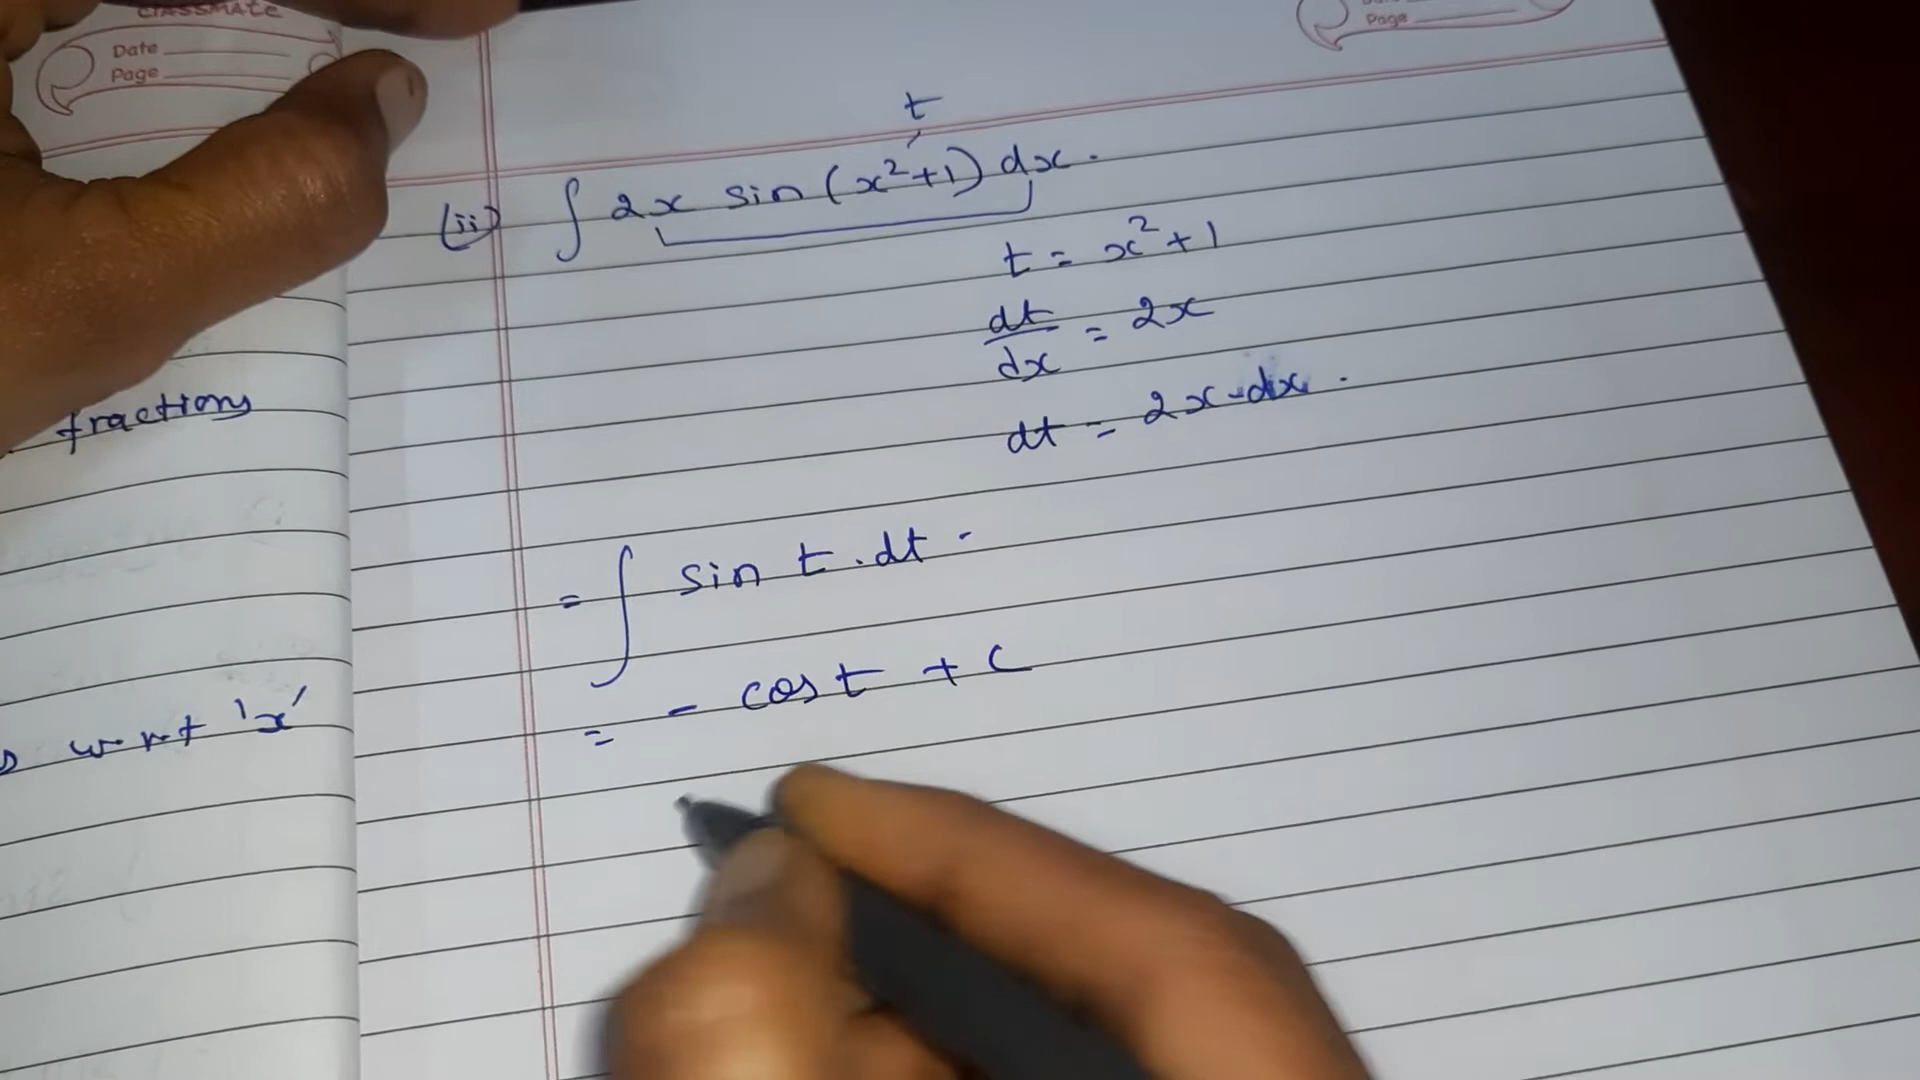 classmate
Date
Page
Page
fractions
w.r.t 'x'
t
(ii) ∫ 2x sin (x²+1) dx.
t = x² + 1
dt/dx = 2x
dt = 2x-dx.
= ∫ sin t . dt.
= - cos t + c